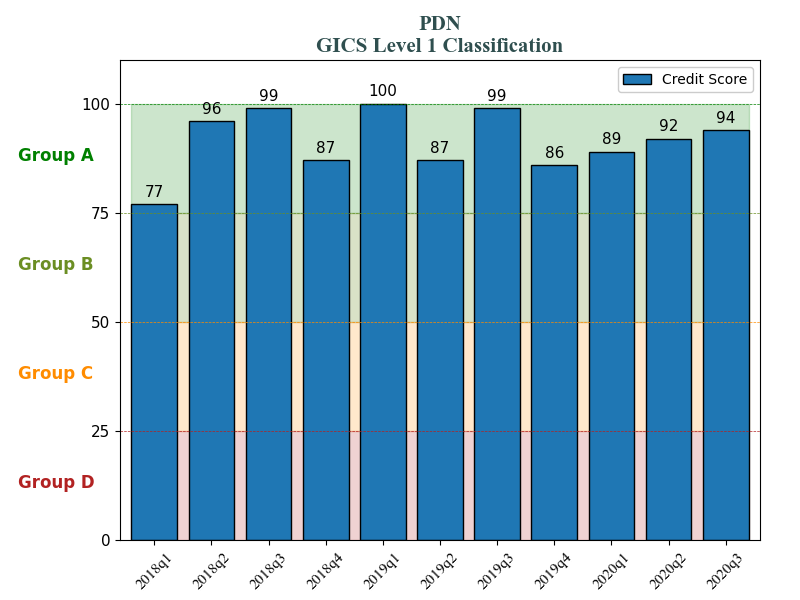 PDN
GICS Level 1 Classification
Credit Score
100
75
50
25
0
Group A
Group B
Group C
Group D
77
96
99
87
100
87
99
86
89
92
94
2018q1
2018q2
2018q3
2018q4
2019q1
2019q2
2019q3
2019q4
2020q1
2020q2
2020q3